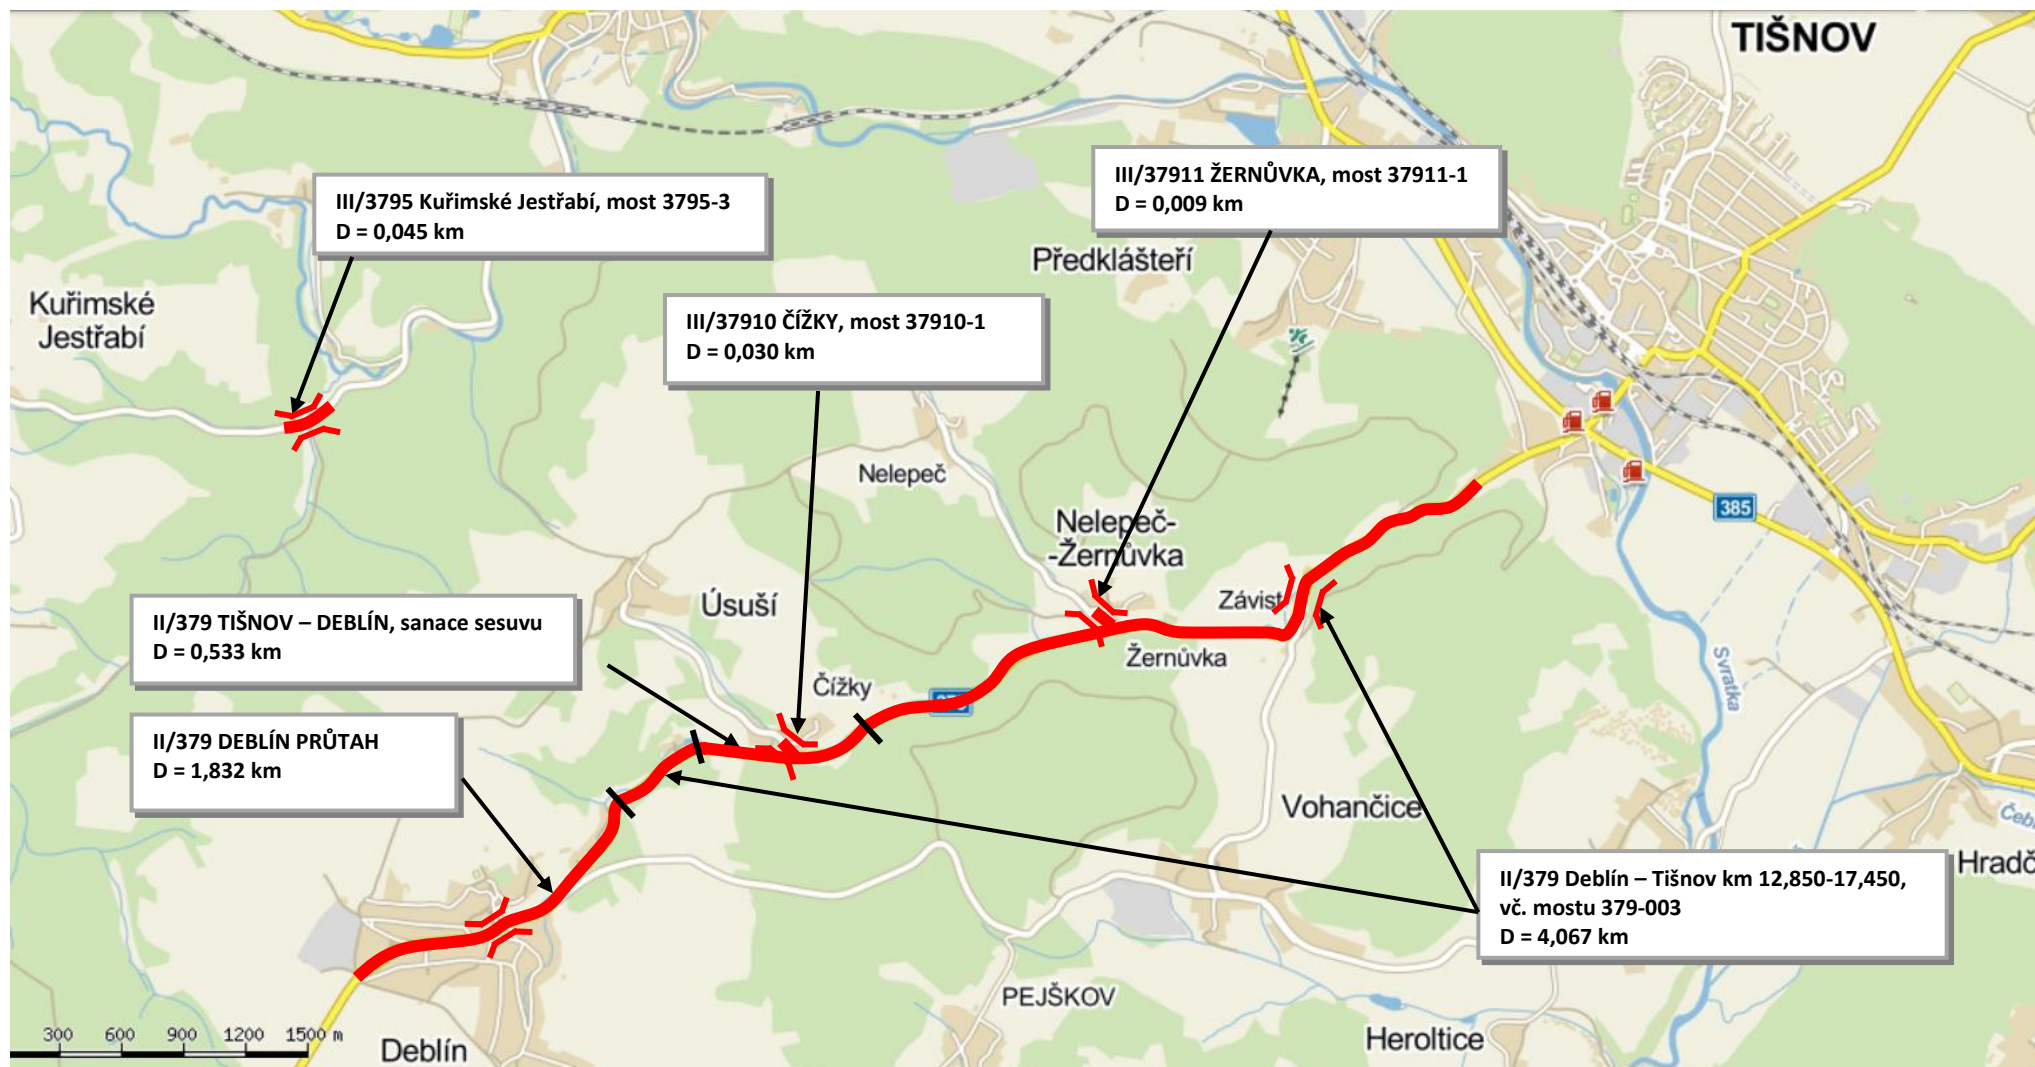 TIŠNOV
III/37911 ŽERNŮVKA, most 37911-1
D = 0,009 km
III/3795 Kuřimské Jestřabí, most 3795-3
D = 0,045 km
Předklášteří
Kuřimské
Jestřabí
III/37910 ČÍŽKY, most 37910-1
D = 0,030 km
Nelepeč
385
Nelepeč-
-Žernůvka
Úsuší
Závist
II/379 TIŠNOV – DEBLÍN, sanace sesuvu
D = 0,533 km
Žernůvka
Svratka
Čížky
II/379 DEBLÍN PRŮTAH
D = 1,832 km
Vohančice
Hradč
II/379 Deblín – Tišnov km 12,850-17,450,
vč. mostu 379-003
D = 4,067 km
PEJŠKOV
300 600 900 1200 1500 m
Deblín
Heroltice